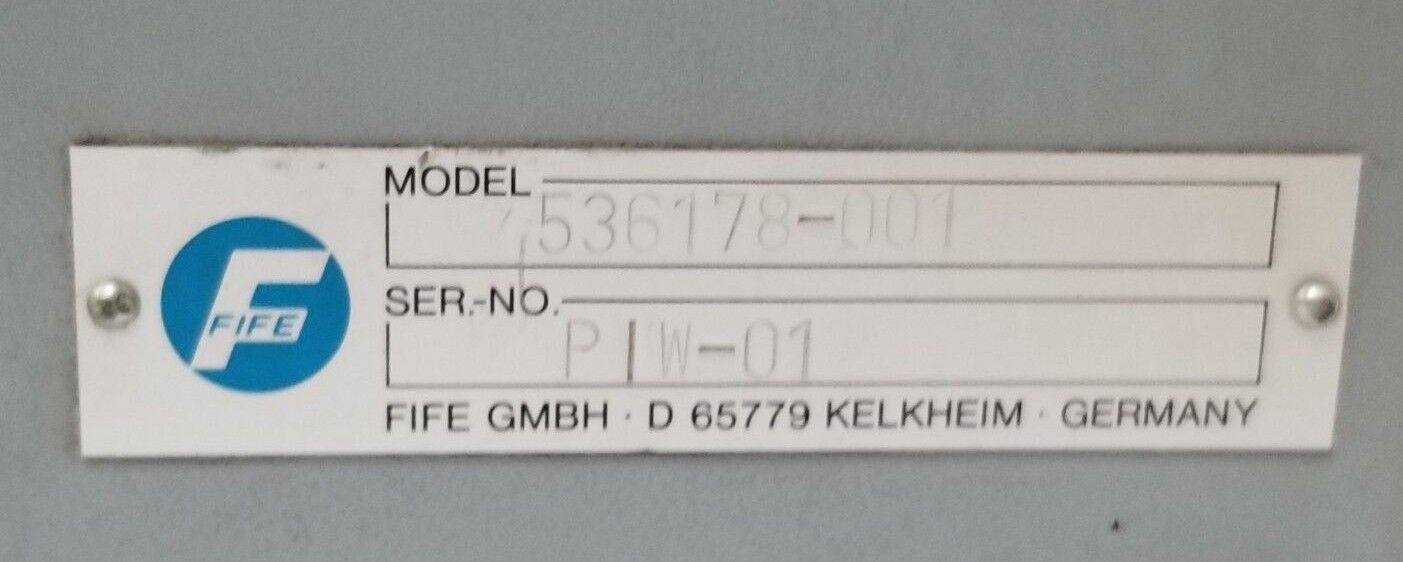 MODEL
536178-001
FIFE
SER.-NO.
PIW-01
FIFE GMBH · D 65779 KELKHEIM · GERMANY